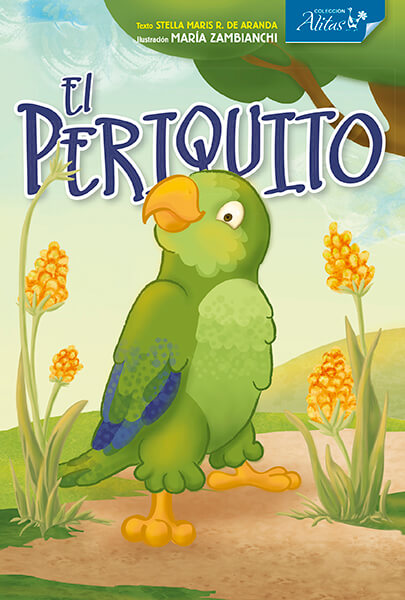 Texto STELLA MARIS R. DE ARANDA
Ilustración MARÍA ZAMBIANCHI
COLECCIÓN
Alitas
El
PERIQUITO